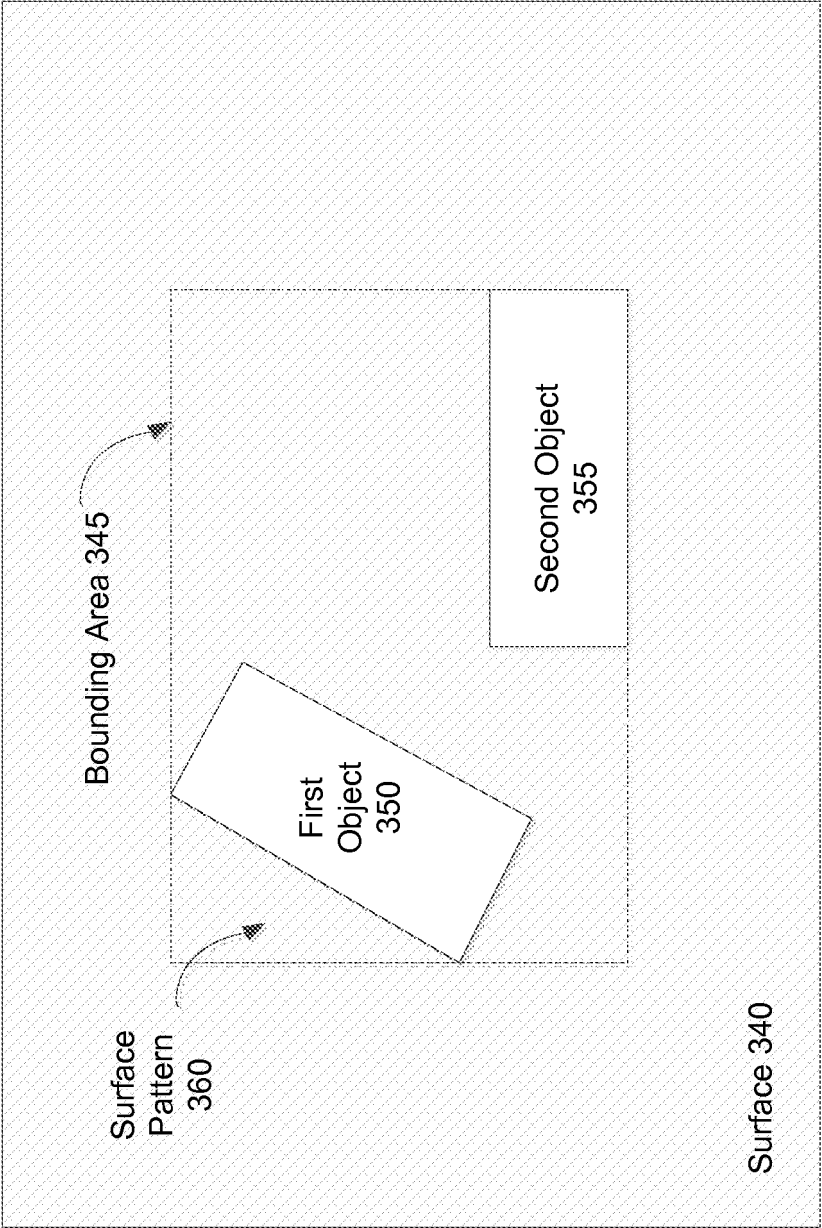 Bounding Area 345
Surface
Pattern
360
First
Object
350
Second Object
355
Surface 340